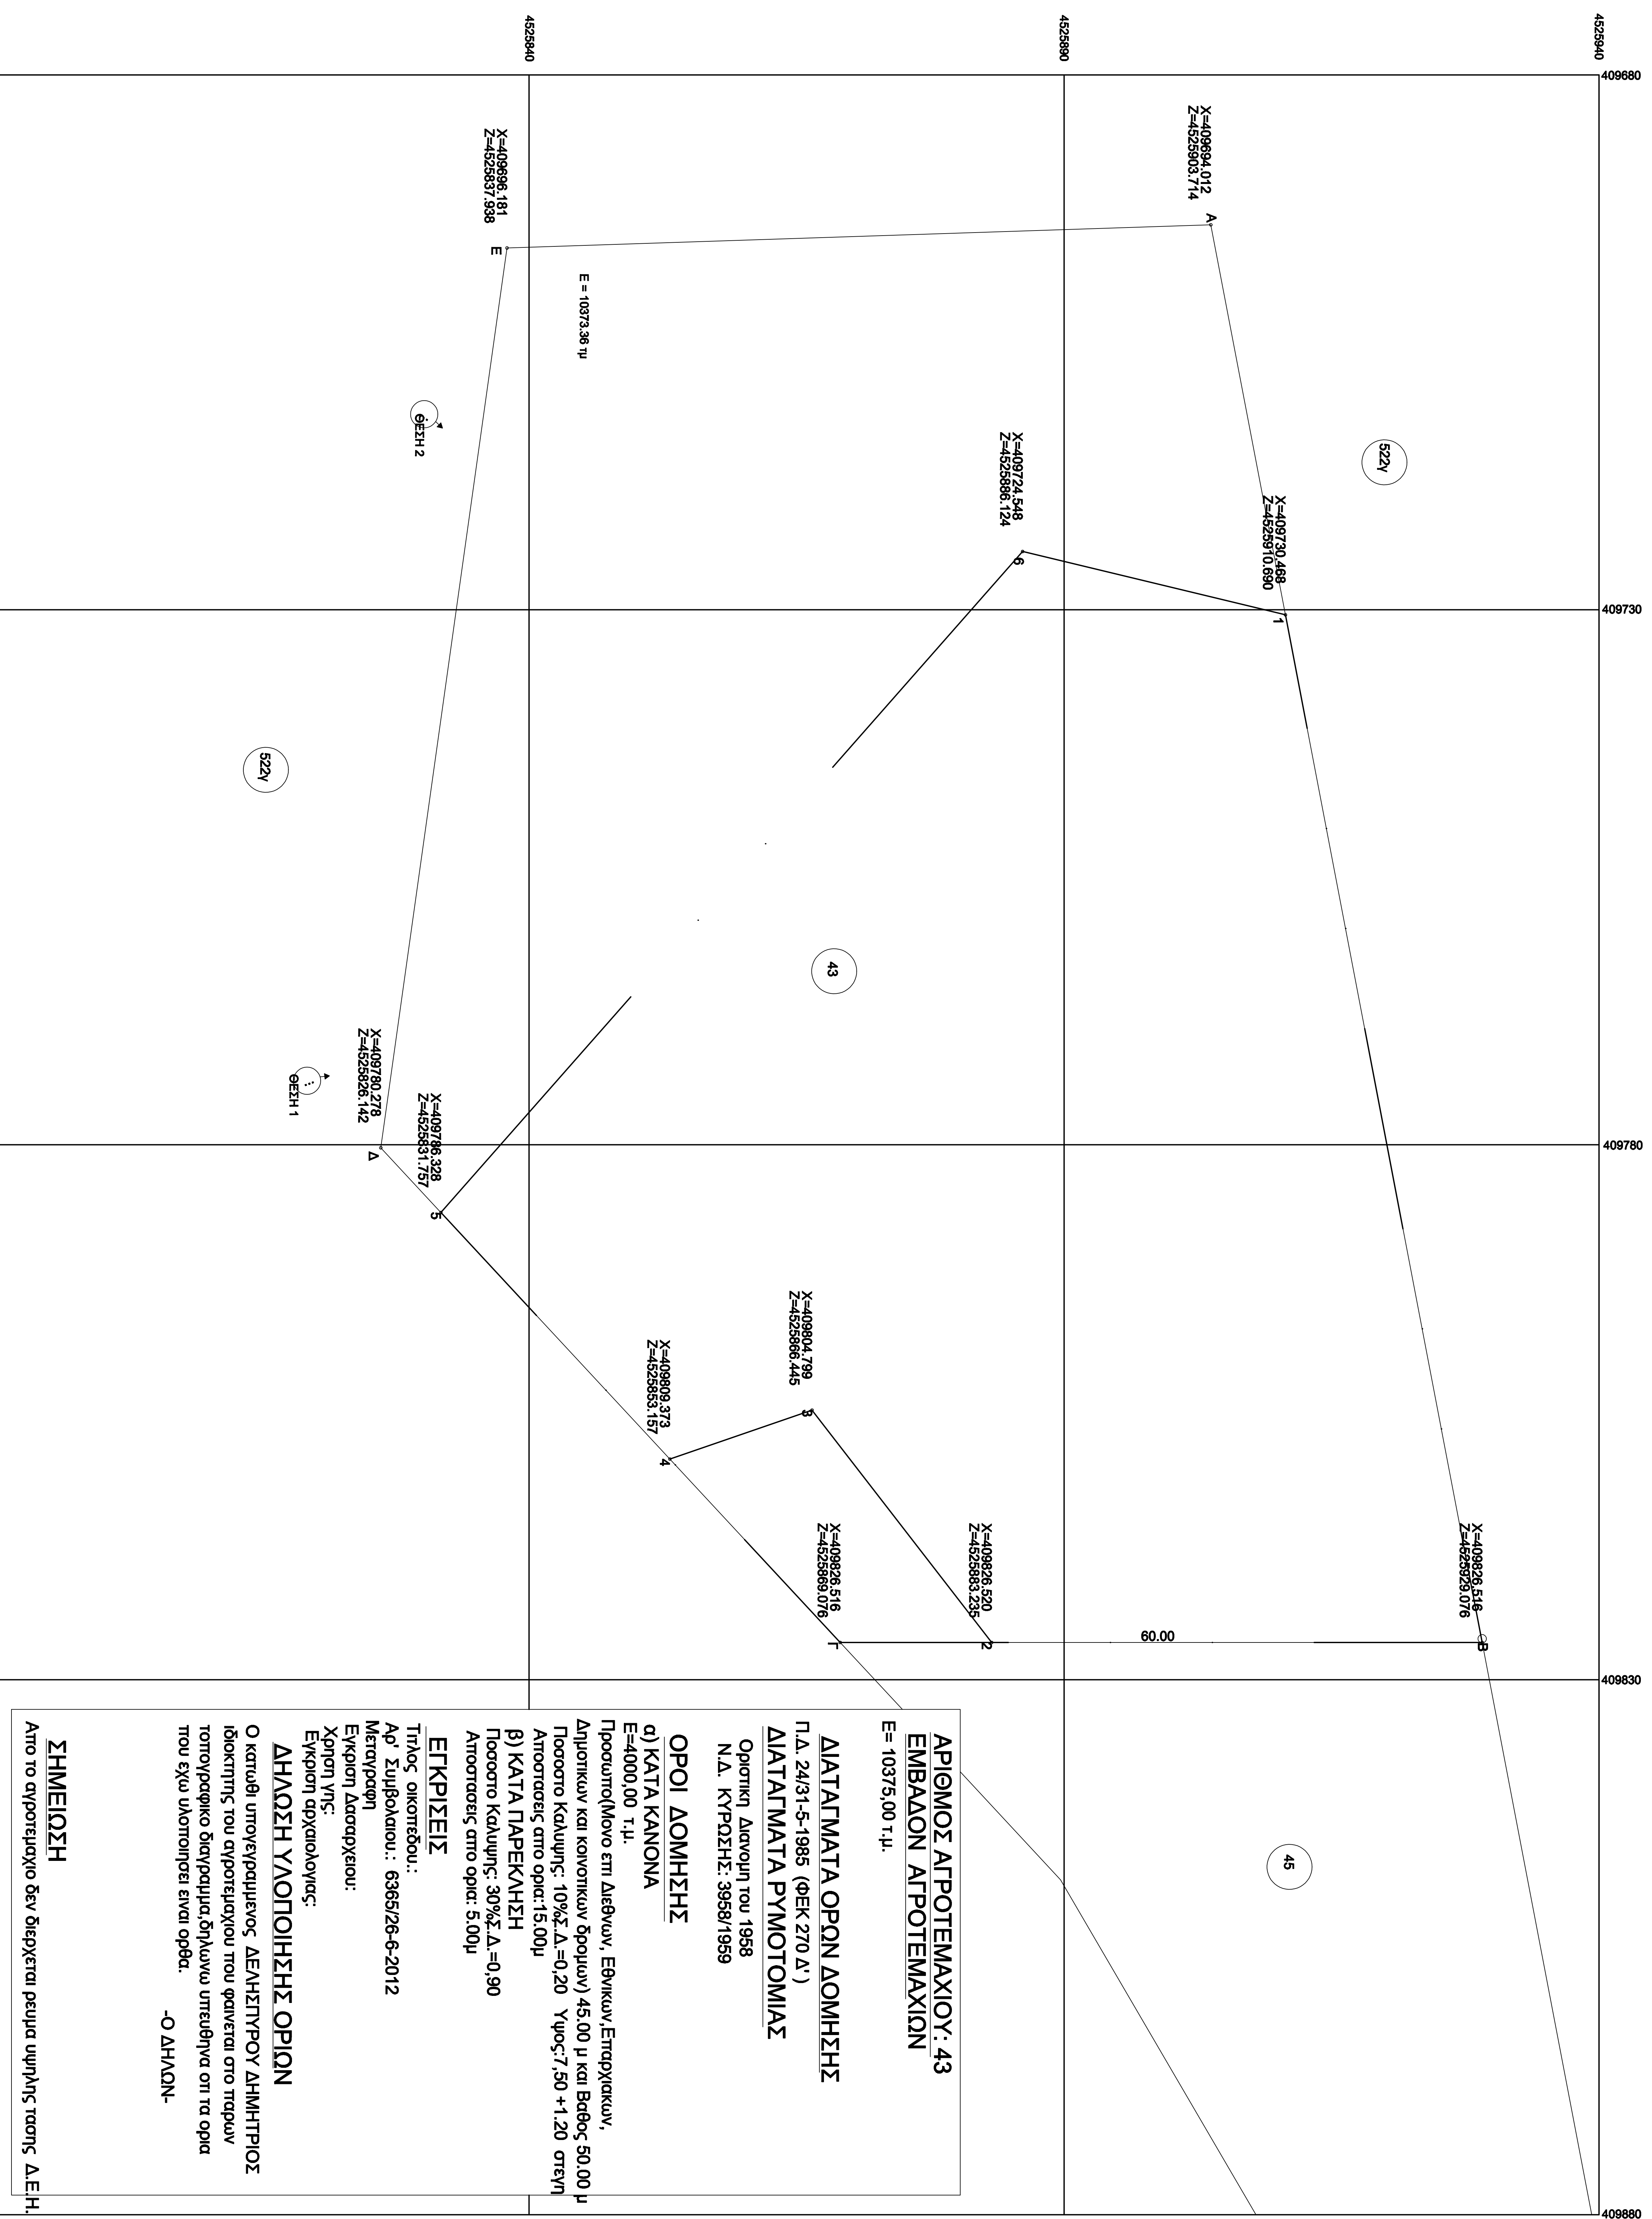 4525940
4525890
4525840
409680
409730
409780
409830
409880
X=409694.012
Z=4525903.714
A
X=409696.181
Z=4525837.938
E
E = 10373.36 τμ
522γ
X=409730.468
Z=4525910.690
1
X=409724.548
Z=4525886.124
6
ΘΕΣΗ 2
522γ
43
X=409780.278
Z=4525826.142
Δ
ΘΕΣΗ 1
X=409786.328
Z=4525831.757
5
X=409804.799
Z=4525866.445
3
X=409809.373
Z=4525853.157
4
X=409826.516
Z=4525929.076
B
60.00
X=409826.520
Z=4525883.235
2
X=409826.516
Z=4525869.076
Γ
45
ΑΡΙΘΜΟΣ ΑΓΡΟΤΕΜΑΧΙΟΥ: 43
ΕΜΒΑΔΟΝ ΑΓΡΟΤΕΜΑΧΙΩΝ
Ε= 10375,00 τ.μ.
ΔΙΑΤΑΓΜΑΤΑ ΟΡΩΝ ΔΟΜΗΣΗΣ
Π.Δ. 24/31-5-1985 (ΦΕΚ 270 Δ')
ΔΙΑΤΑΓΜΑΤΑ ΡΥΜΟΤΟΜΙΑΣ
Οριστικη Διανομη του 1958
Ν.Δ. ΚΥΡΩΣΗΣ: 3958/1959
ΟΡΟΙ ΔΟΜΗΣΗΣ
α) ΚΑΤΑ ΚΑΝΟΝΑ
Ε=4000,00 τ.μ.
Προσωπο(Μονο επι Διεθνων, Εθνικων,Επαρχιακων,
Δημοτικων και κοινοτικων δρομων) 45.00 μ και Βαθος 50.00 μ
Ποσοστο Καλυψης: 10%Σ.Δ.=0,20 Υψος:7,50 +1.20 στεγη
Αποστασεις απο ορια:15.00μ
β) ΚΑΤΑ ΠΑΡΕΚΛΗΣΗ
Ποσοστο Καλυψης: 30%Σ.Δ.=0,90
Αποστασεις απο ορια: 5.00μ
ΕΓΚΡΙΣΕΙΣ
Τιτλος οικοπεδου.:
Αρ' Συμβολαιου.: 6365/26-6-2012
Μεταγραφη
Εγκριση Δασαρχειου:
Χρηση γης:
Εγκριση αρχαιολογιας:
ΔΗΛΩΣΗ ΥΛΟΠΟΙΗΣΗΣ ΟΡΙΩΝ
Ο κατωθι υπογεγραμμενος ΔΕΛΗΣΠΥΡΟΥ ΔΗΜΗΤΡΙΟΣ
ιδιοκτητης του αγροτεμαχιου που φαινεται στο παρων
τοπογραφικο διαγραμμα,δηλωνω υπευθηνα οτι τα ορια
που εχω υλοποιησει ειναι ορθα.
-Ο ΔΗΛΩΝ-
ΣΗΜΕΙΩΣΗ
Απο το αγροτεμαχιο δεν διερχεται ρευμα υψηλης τασης Δ.Ε.Η.